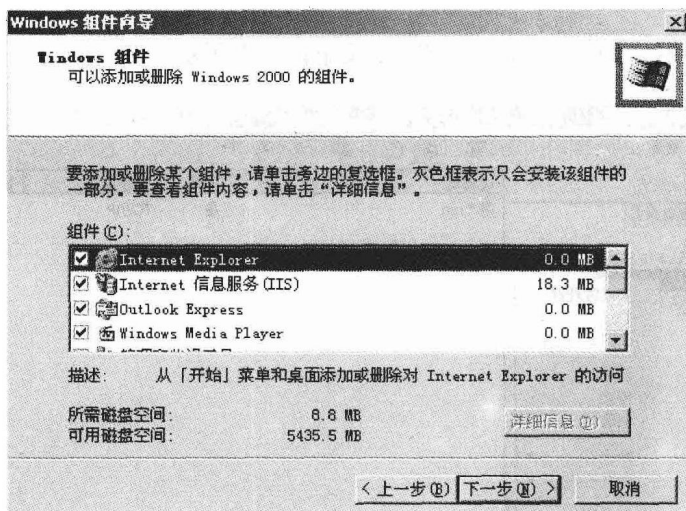 Windows 组件向导
Windows 组件
可以添加或删除 Windows 2000 的组件。
要添加或删除某个组件，请单击旁边的复选框。灰色框表示只会安装该组件的
一部分。要查看组件内容，请单击“详细信息”。
组件(C):
Internet Explorer 0.0 MB
Internet 信息服务(IIS) 18.3 MB
Outlook Express 0.0 MB
Windows Media Player 0.0 MB
描述: 从「开始」菜单和桌面添加或删除对 Internet Explorer 的访问
所需磁盘空间: 8.8 MB
可用磁盘空间: 5435.5 MB
详细信息(D)
< 上一步(B) 下一步(N) > 取消